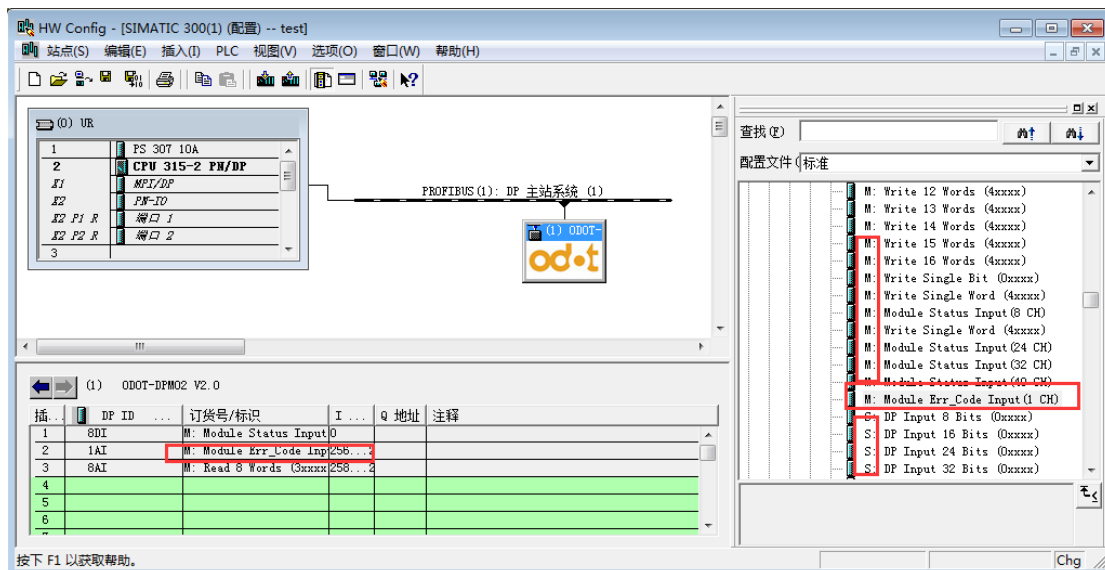 HW Config - [SIMATIC 300(1) (配置) -- test]
站点(S) 编辑(E) 插入(I) PLC 视图(V) 选项(O) 窗口(W) 帮助(H)
(0) UR
1 PS 307 10A
2 CPU 315-2 PN/DP
X1 MPI/DP
X2 PN-IO
X2 P1 R 端口 1
X2 P2 R 端口 2
3
PROFIBUS(1): DP 主站系统 (1)
(1) ODOT-
odot
(1) ODOT-DPM02 V2.0
插... DP ID ... 订货号/标识 I ... Q 地址 注释
1 8DI M: Module Status Input 0
2 1AI M: Module Err_Code Inp 256...2
3 8AI M: Read 8 Words (3xxxx 258...2
4
5
6
查找(F)
配置文件( 标准
M: Write 12 Words (4xxxx)
M: Write 13 Words (4xxxx)
M: Write 14 Words (4xxxx)
M: Write 15 Words (4xxxx)
M: Write 16 Words (4xxxx)
M: Write Single Bit (0xxxx)
M: Write Single Word (4xxxx)
M: Module Status Input(8 CH)
M: Write Single Word (4xxxx)
M: Module Status Input(24 CH)
M: Module Status Input(32 CH)
M: Module Status Input(40 CH)
M: Module Err_Code Input(1 CH)
S: DP Input 8 Bits (0xxxx)
S: DP Input 16 Bits (0xxxx)
S: DP Input 24 Bits (0xxxx)
S: DP Input 32 Bits (0xxxx)
按下 F1 以获取帮助。
Chg